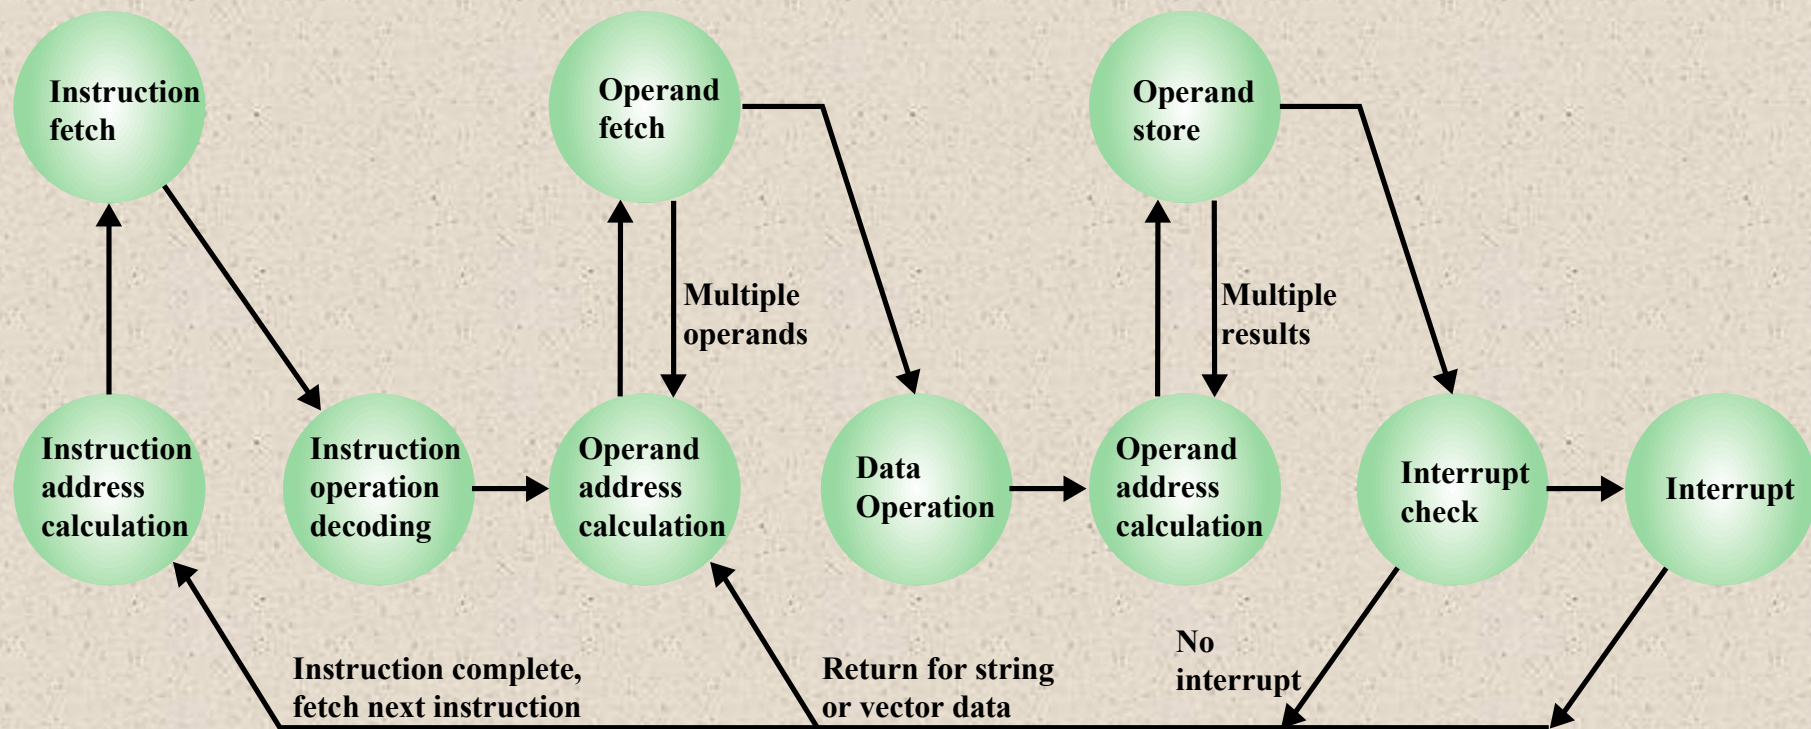 Instruction
fetch
Operand
fetch
Operand
store
Multiple
operands
Multiple
results
Instruction
address
calculation
Instruction
operation
decoding
Operand
address
calculation
Data
Operation
Operand
address
calculation
Interrupt
check
Interrupt
Instruction complete,
fetch next instruction
Return for string
or vector data
No
interrupt